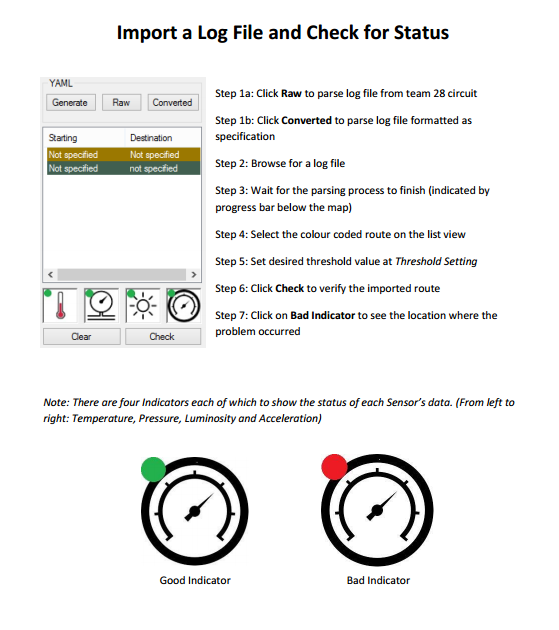 Import a Log File and Check for Status
YAML
Generate Raw Converted
Starting Destination
Not specified Not specified
Not specified not specified
Clear Check
Step 1a: Click Raw to parse log file from team 28 circuit
Step 1b: Click Converted to parse log file formatted as
specification
Step 2: Browse for a log file
Step 3: Wait for the parsing process to finish (indicated by
progress bar below the map)
Step 4: Select the colour coded route on the list view
Step 5: Set desired threshold value at Threshold Setting
Step 6: Click Check to verify the imported route
Step 7: Click on Bad Indicator to see the location where the
problem occurred
Note: There are four Indicators each of which to show the status of each Sensor's data. (From left to
right: Temperature, Pressure, Luminosity and Acceleration)
Good Indicator Bad Indicator